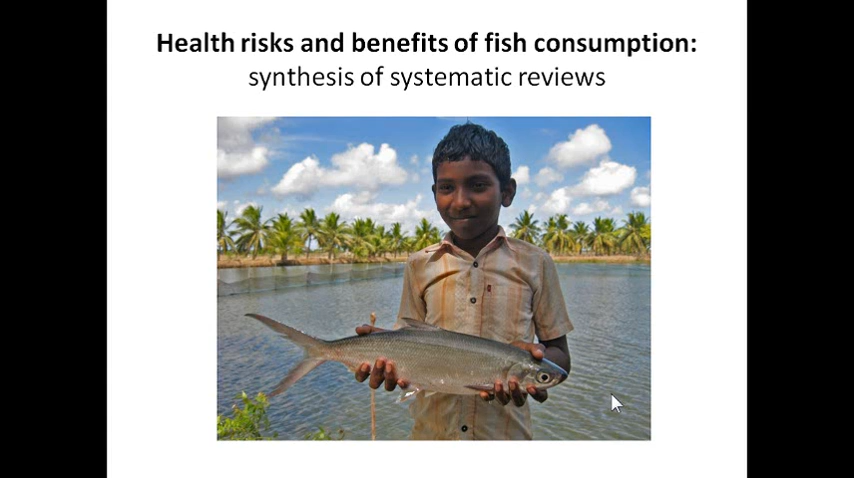 Health risks and benefits of fish consumption:
synthesis of systematic reviews